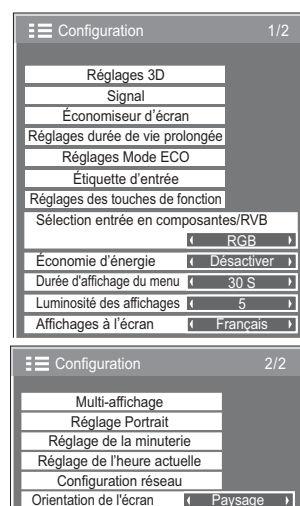 Configuration 1/2
Réglages 3D
Signal
Économiseur d’écran
Réglages durée de vie prolongée
Réglages Mode ECO
Étiquette d’entrée
Réglages des touches de fonction
Sélection entrée en composantes/RVB
RGB
Économie d’énergie Désactiver
Durée d'affichage du menu 30 S
Luminosité des affichages 5
Affichages à l’écran Français
Configuration 2/2
Multi-affichage
Réglage Portrait
Réglage de la minuterie
Réglage de l’heure actuelle
Configuration réseau
Orientation de l'écran Paysage